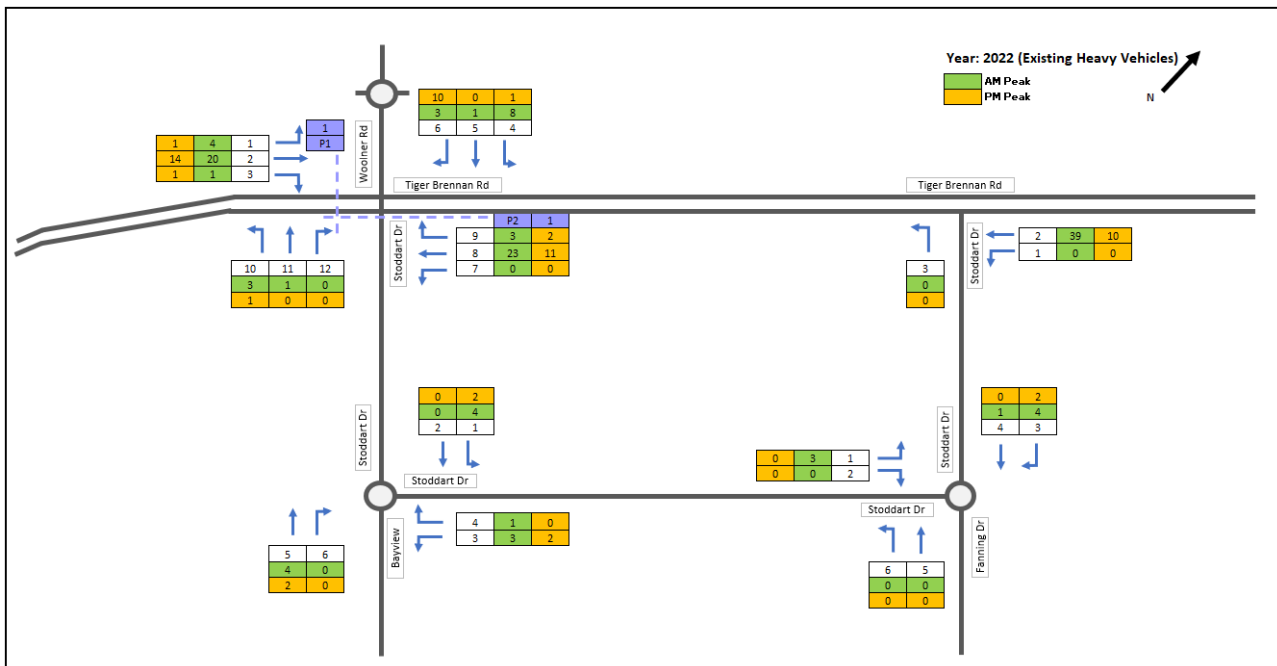 Year: 2022 (Existing Heavy Vehicles)
AM Peak
PM Peak
N
10 0 1
3 1 8
6 5 4
1
P1
1 4 1
14 20 2
1 1 3
Woolner Rd
Tiger Brennan Rd
Tiger Brennan Rd
P2 1
9 3 2
8 23 11
7 0 0
Stoddart Dr
10 11 12
3 1 0
1 0 0
3
0
0
Stoddart Dr
2 39 10
1 0 0
0 2
0 4
2 1
Stoddart Dr
Stoddart Dr
0 3 1
0 0 2
Stoddart Dr
0 2
1 4
4 3
Stoddart Dr
5 6
4 0
2 0
Bayview
4 1 0
3 3 2
6 5
0 0
0 0
Fanning Dr